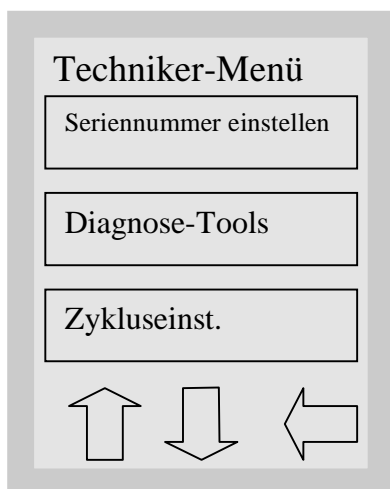 Techniker-Menü
Seriennummer einstellen
Diagnose-Tools
Zykluseinst.